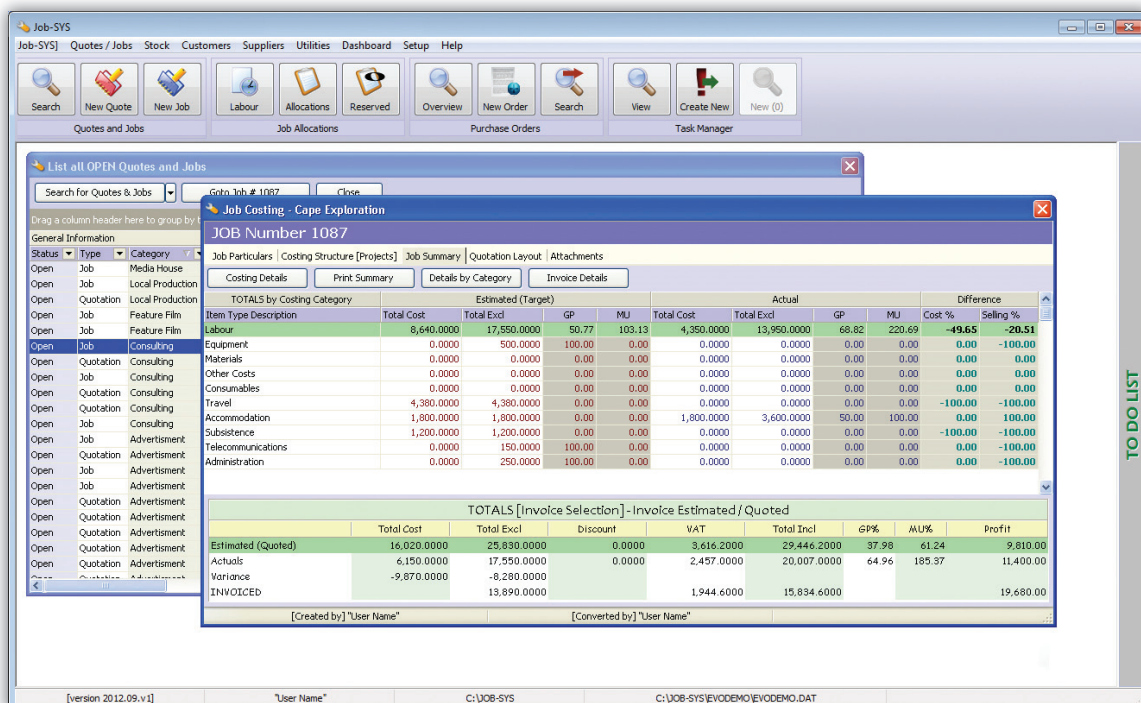 Job-SYS
Job-SYS] Quotes / Jobs Stock Customers Suppliers Utilities Dashboard Setup Help
Search New Quote New Job Labour Allocations Reserved Overview New Order Search View Create New New (0)
Quotes and Jobs Job Allocations Purchase Orders Task Manager
List all OPEN Quotes and Jobs
Search for Quotes & Jobs Goto Job # 1087 Close
Drag a column header here to group by
General Information
Status Type Category
Open Job Media House
Open Job Local Production
Open Quotation Local Production
Open Job Feature Film
Open Job Feature Film
Open Job Consulting
Open Quotation Consulting
Open Job Consulting
Open Quotation Consulting
Open Quotation Consulting
Open Job Consulting
Open Job Advertisment
Open Quotation Advertisment
Open Job Advertisment
Open Job Advertisment
Open Quotation Advertisment
Open Quotation Advertisment
Open Quotation Advertisment
Open Quotation Advertisment
Open Quotation Advertisment
Job Costing - Cape Exploration
JOB Number 1087
Job Particulars Costing Structure [Projects] Job Summary Quotation Layout Attachments
Costing Details Print Summary Details by Category Invoice Details
TOTALS by Costing Category Estimated (Target) Actual Difference
Item Type Description Total Cost Total Excl GP MU Total Cost Total Excl GP MU Cost % Selling %
Labour 8,640.0000 17,550.0000 50.77 103.13 4,350.0000 13,950.0000 68.82 220.69 -49.65 -20.51
Equipment 0.0000 500.0000 100.00 0.00 0.0000 0.0000 0.00 0.00 0.00 -100.00
Materials 0.0000 0.0000 0.00 0.00 0.0000 0.0000 0.00 0.00 0.00 0.00
Other Costs 0.0000 0.0000 0.00 0.00 0.0000 0.0000 0.00 0.00 0.00 0.00
Consumables 0.0000 0.0000 0.00 0.00 0.0000 0.0000 0.00 0.00 0.00 0.00
Travel 4,380.0000 4,380.0000 0.00 0.00 0.0000 0.0000 0.00 0.00 -100.00 -100.00
Accommodation 1,800.0000 1,800.0000 0.00 0.00 1,800.0000 3,600.0000 50.00 100.00 0.00 100.00
Subsistence 1,200.0000 1,200.0000 0.00 0.00 0.0000 0.0000 0.00 0.00 -100.00 -100.00
Telecommunications 0.0000 150.0000 100.00 0.00 0.0000 0.0000 0.00 0.00 0.00 -100.00
Administration 0.0000 250.0000 100.00 0.00 0.0000 0.0000 0.00 0.00 0.00 -100.00
TOTALS [Invoice Selection] - Invoice Estimated / Quoted
Total Cost Total Excl Discount VAT Total Incl GP% MU% Profit
Estimated (Quoted) 16,020.0000 25,830.0000 0.0000 3,616.2000 29,446.2000 37.98 61.24 9,810.00
Actuals 6,150.0000 17,550.0000 0.0000 2,457.0000 20,007.0000 64.96 185.37 11,400.00
Variance -9,870.0000 -8,280.0000
INVOICED 13,890.0000 1,944.6000 15,834.6000 19,680.00
[Created by] "User Name" [Converted by] "User Name"
TO DO LIST
[version 2012.09.v1] "User Name" C:\JOB-SYS C:\JOB-SYS\EVODEMO\EVODEMO.DAT